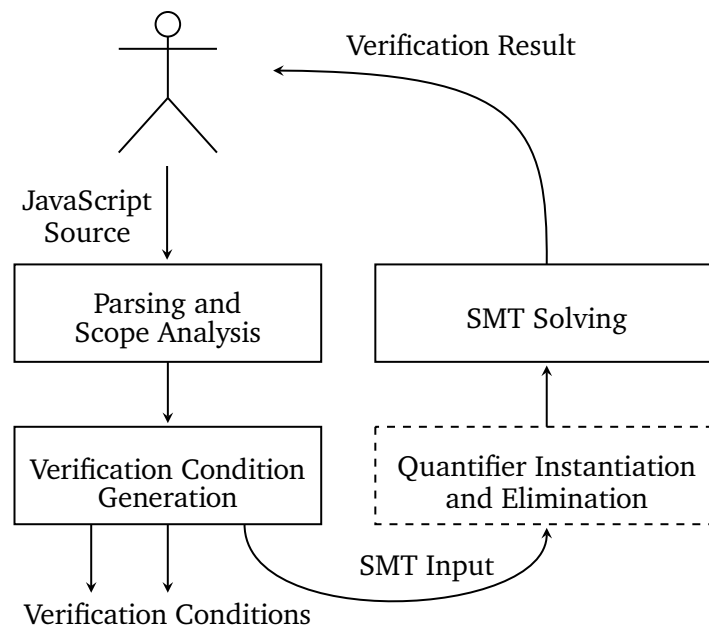 Verification Result
JavaScript
Source
Parsing and
Scope Analysis
SMT Solving
Verification Condition
Generation
Quantifier Instantiation
and Elimination
SMT Input
Verification Conditions